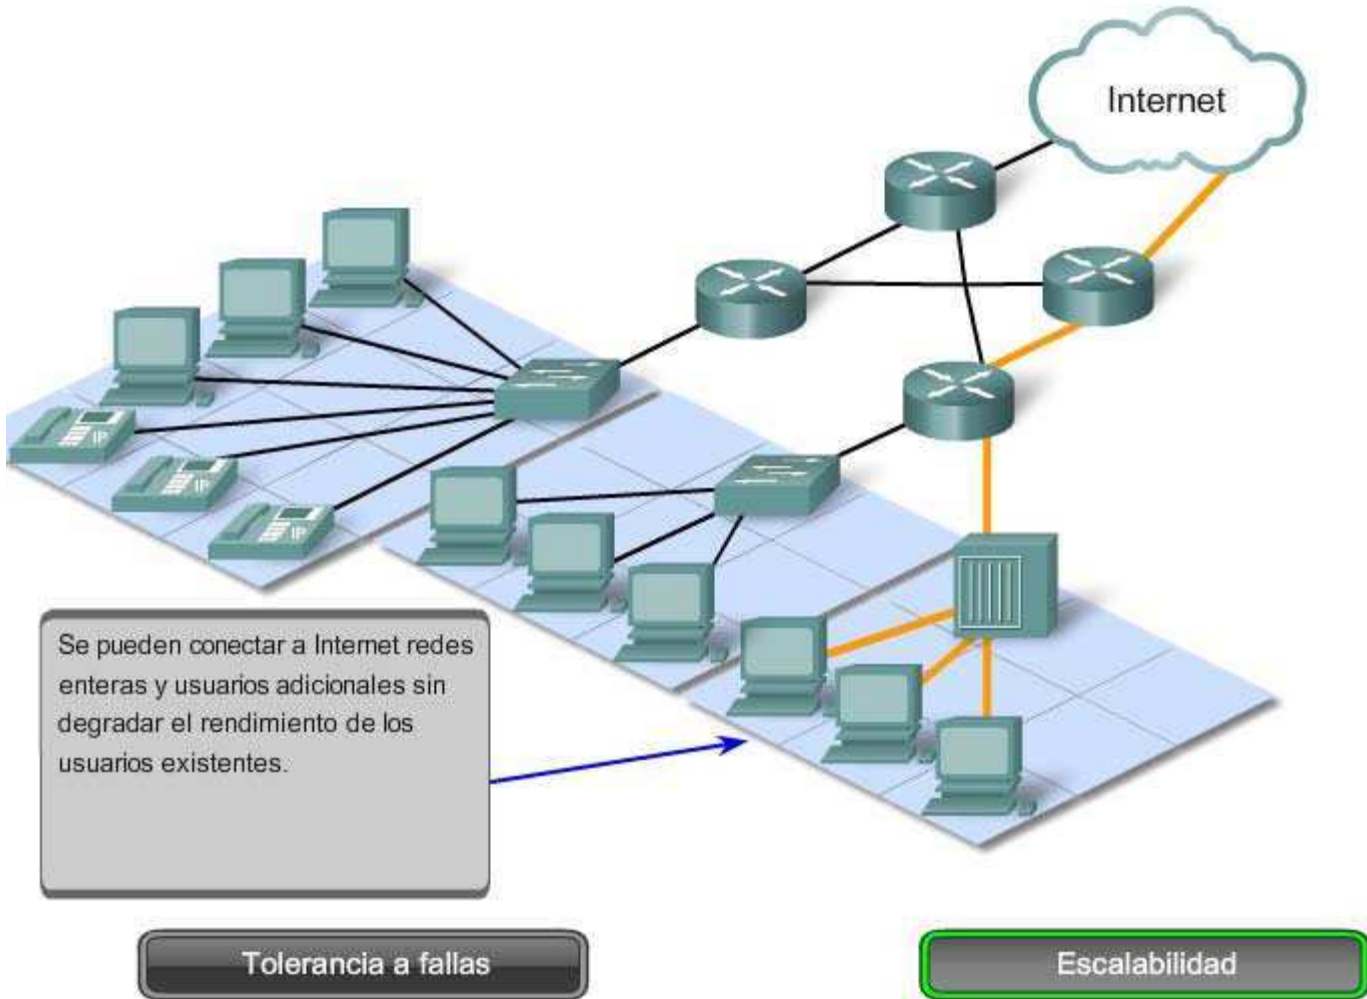 Internet
IP
IP
IP
Se pueden conectar a Internet redes
enteras y usuarios adicionales sin
degradar el rendimiento de los
usuarios existentes.
Tolerancia a fallas
Escalabilidad